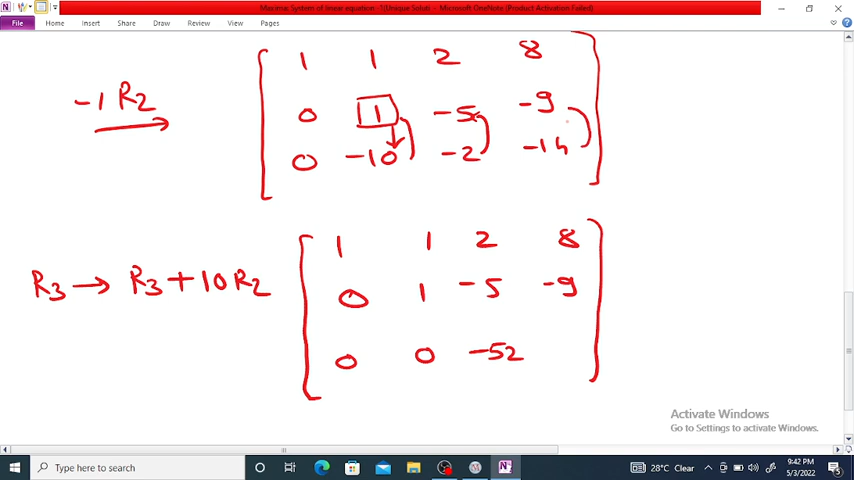 Maxima: System of linear equation -1(Unique Soluti - Microsoft OneNote (Product Activation Failed)
File Home Insert Share Draw History Review View Pages
1 1 2 8
-1 R2
0 1 -5 -9
0 -10 -2 -14
1 1 2 8
R3 → R3 + 10R2
0 1 -5 -9
0 0 -52
Activate Windows
Go to Settings to activate Windows.
Type here to search
28°C Clear
9:42 PM
5/3/2022